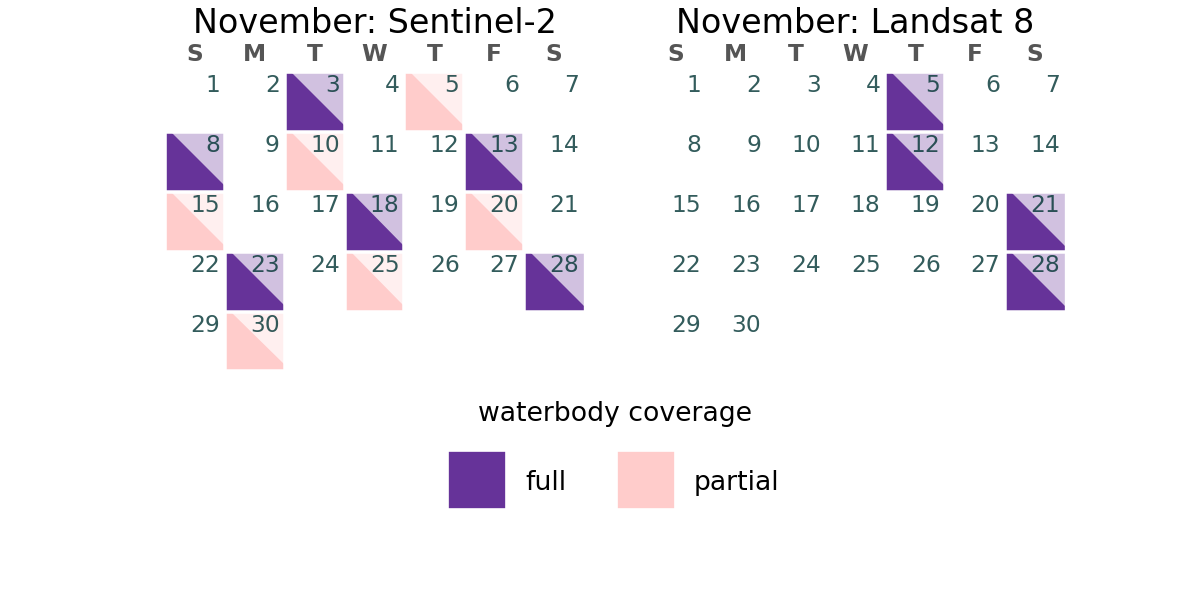 November: Sentinel-2
S M T W T F S
1 2 3 4 5 6 7
8 9 10 11 12 13 14
15 16 17 18 19 20 21
22 23 24 25 26 27 28
29 30
November: Landsat 8
S M T W T F S
1 2 3 4 5 6 7
8 9 10 11 12 13 14
15 16 17 18 19 20 21
22 23 24 25 26 27 28
29 30
waterbody coverage
full
partial